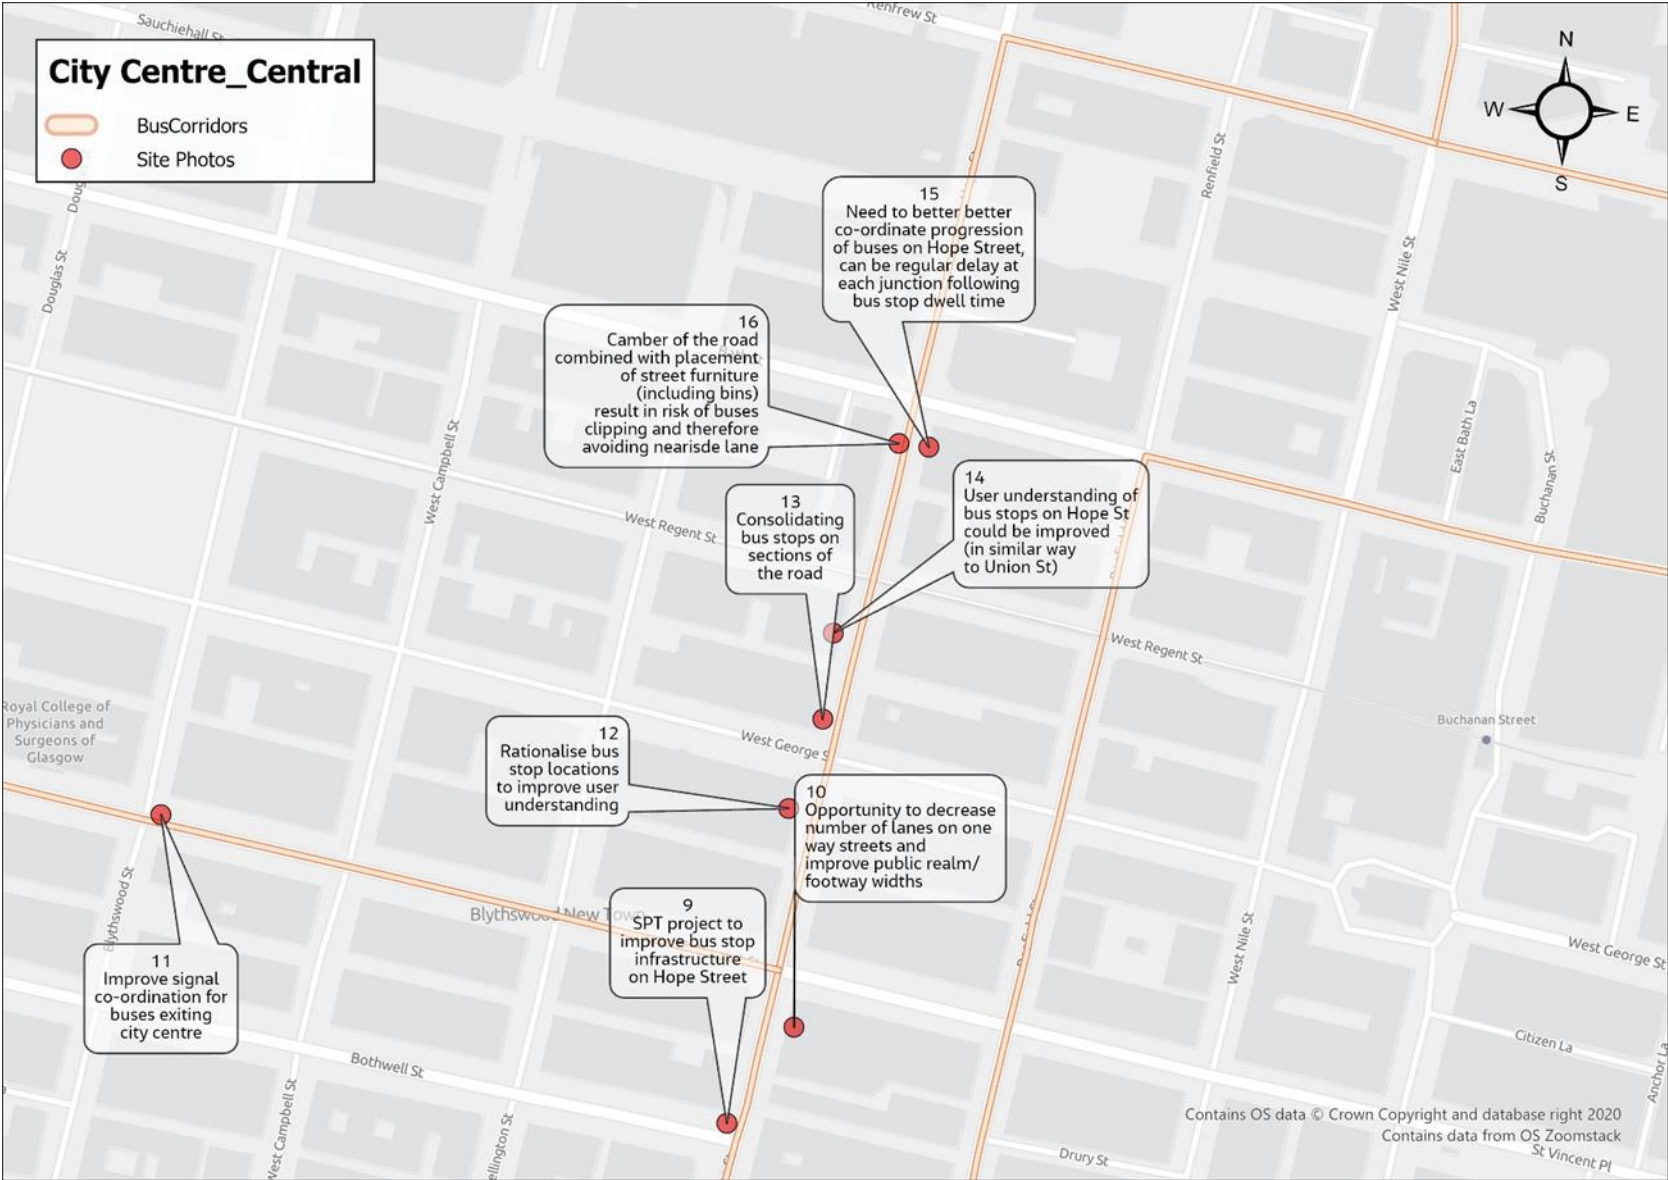 City Centre_Central
BusCorridors
Site Photos
N
W
E
S
Sauchiehall St
Renfrew St
Renfield St
West Nile St
Douglas St
15
Need to better better
co-ordinate progression
of buses on Hope Street,
can be regular delay at
each junction following
bus stop dwell time
16
Camber of the road
combined with placement
of street furniture
(including bins)
result in risk of buses
clipping and therefore
avoiding nearisde lane
West Campbell St
East Bath La
Buchanan St
14
User understanding of
bus stops on Hope St
could be improved
(in similar way
to Union St)
13
Consolidating
bus stops on
sections of
the road
West Regent St
West Regent St
Royal College of
Physicians and
Surgeons of
Glasgow
Buchanan Street
12
Rationalise bus
stop locations
to improve user
understanding
West George S
10
Opportunity to decrease
number of lanes on one
way streets and
improve public realm/
footway widths
Blythswood St
Blythswood New Town
9
SPT project to
improve bus stop
infrastructure
on Hope Street
West Nile St
West George St
11
Improve signal
co-ordination for
buses exiting
city centre
Bothwell St
Citizen La
Anchor La
West Campbell St
ellington St
Drury St
St Vincent Pl
Contains OS data © Crown Copyright and database right 2020
Contains data from OS Zoomstack